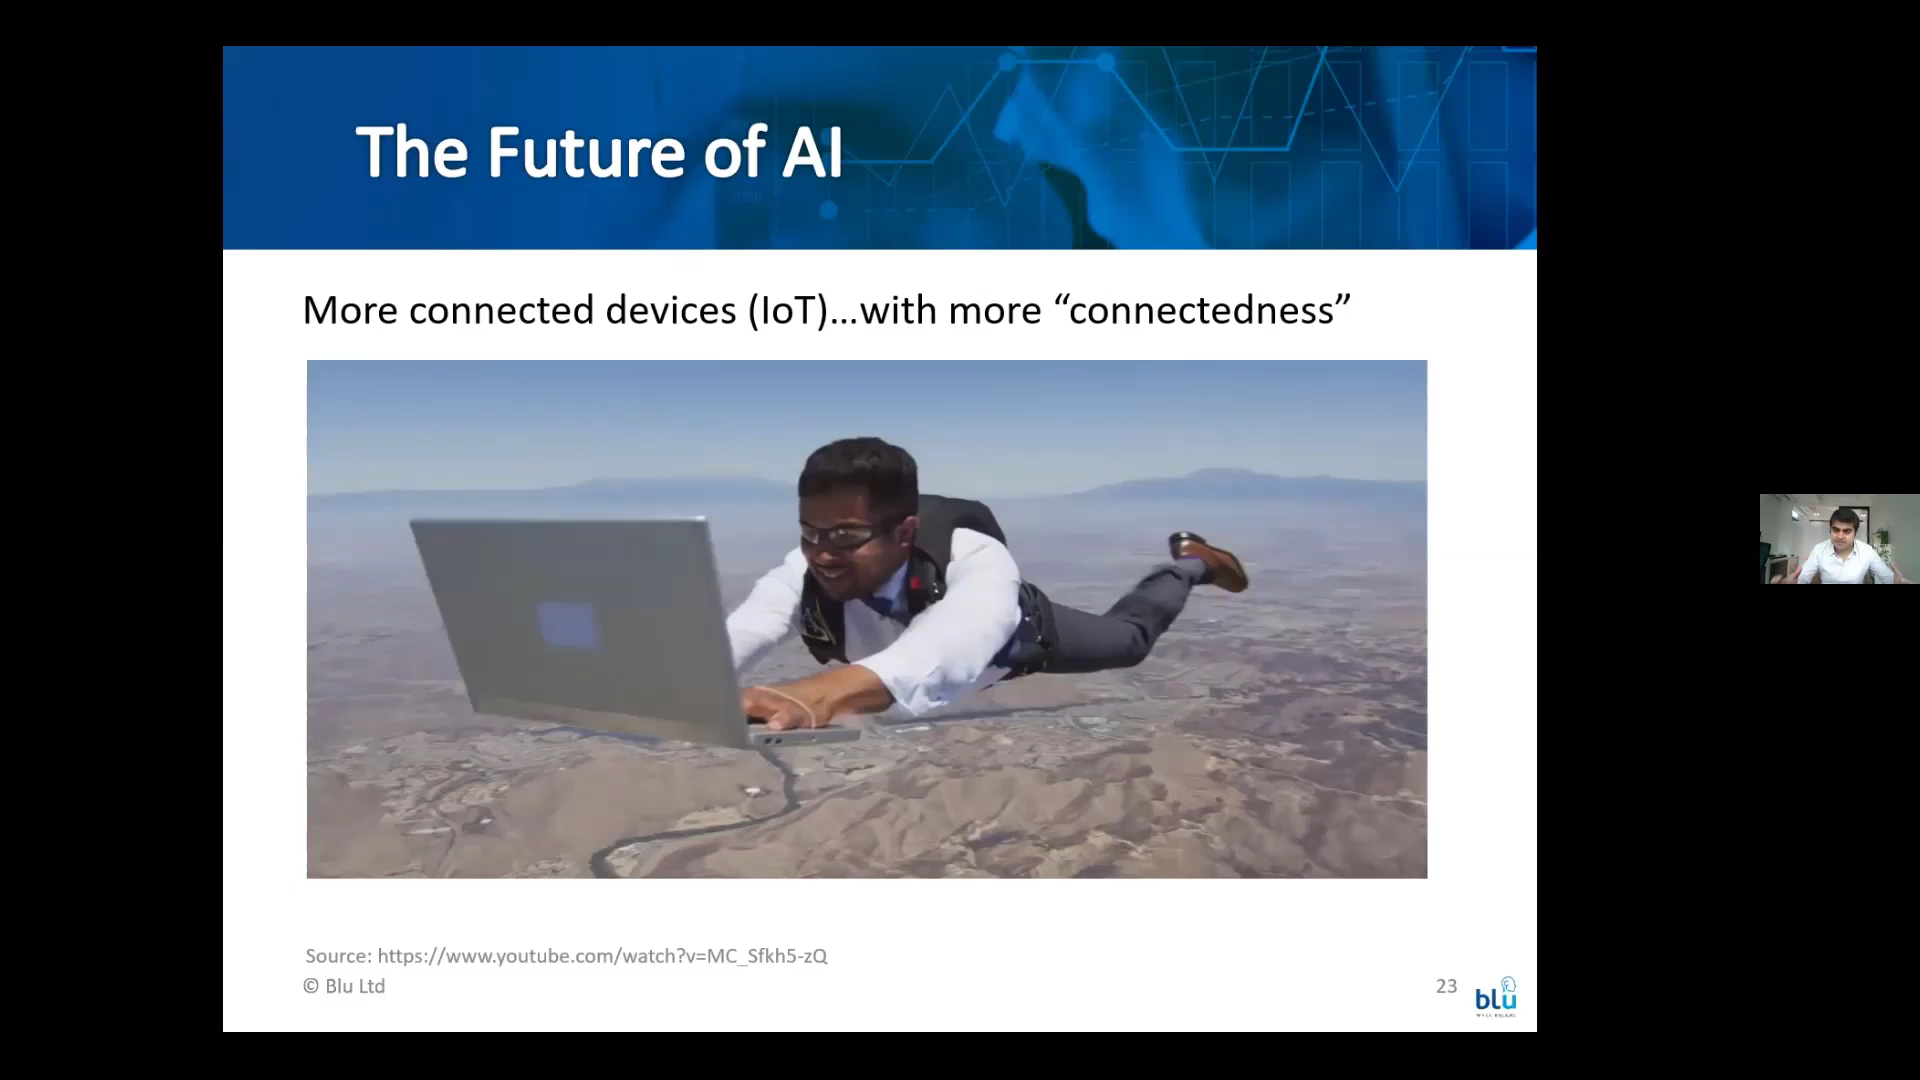 The Future of AI
More connected devices (IoT)...with more “connectedness”
Source: https://www.youtube.com/watch?v=MC_Sfkh5-zQ
© Blu Ltd
23
blu